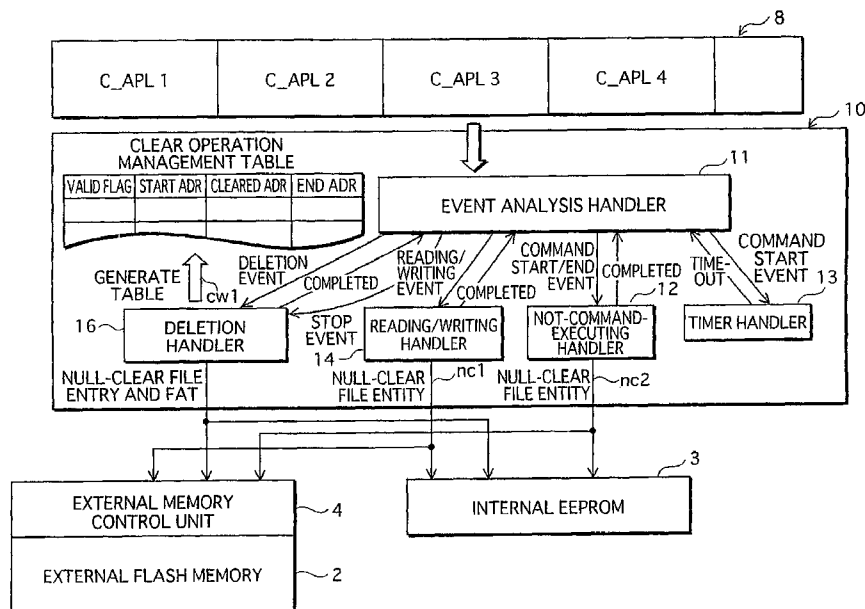 8
C_APL 1
C_APL 2
C_APL 3
C_APL 4
10
CLEAR OPERATION
MANAGEMENT TABLE
11
VALID FLAG
START ADR
CLEARED ADR
END ADR
EVENT ANALYSIS HANDLER
GENERATE
TABLE
cw1
DELETION
EVENT
COMPLETED
READING/
WRITING
EVENT
COMPLETED
COMMAND
START/END
EVENT
COMPLETED
TIME-
OUT
COMMAND
START
EVENT
16
DELETION
HANDLER
STOP
EVENT
14
READING/WRITING
HANDLER
12
NOT-COMMAND-
EXECUTING
HANDLER
13
TIMER HANDLER
NULL-CLEAR FILE
ENTRY AND FAT
NULL-CLEAR
FILE ENTITY
nc1
NULL-CLEAR
FILE ENTITY
nc2
3
EXTERNAL MEMORY
CONTROL UNIT
4
INTERNAL EEPROM
EXTERNAL FLASH MEMORY
2